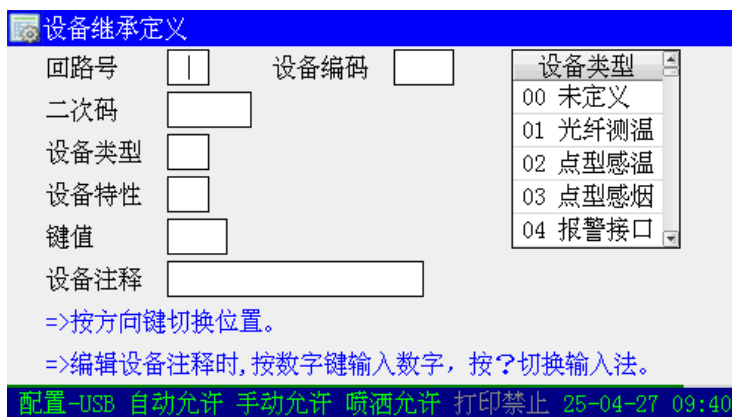 设备继承定义
回路号 设备编码
二次码
设备类型
设备特性
键值
设备注释
设备类型
00 未定义
01 光纤测温
02 点型感温
03 点型感烟
04 报警接口
=>按方向键切换位置。
=>编辑设备注释时,按数字键输入数字，按?切换输入法。
配置-USB 自动允许 手动允许 喷洒允许 打印禁止 25-04-27 09:40